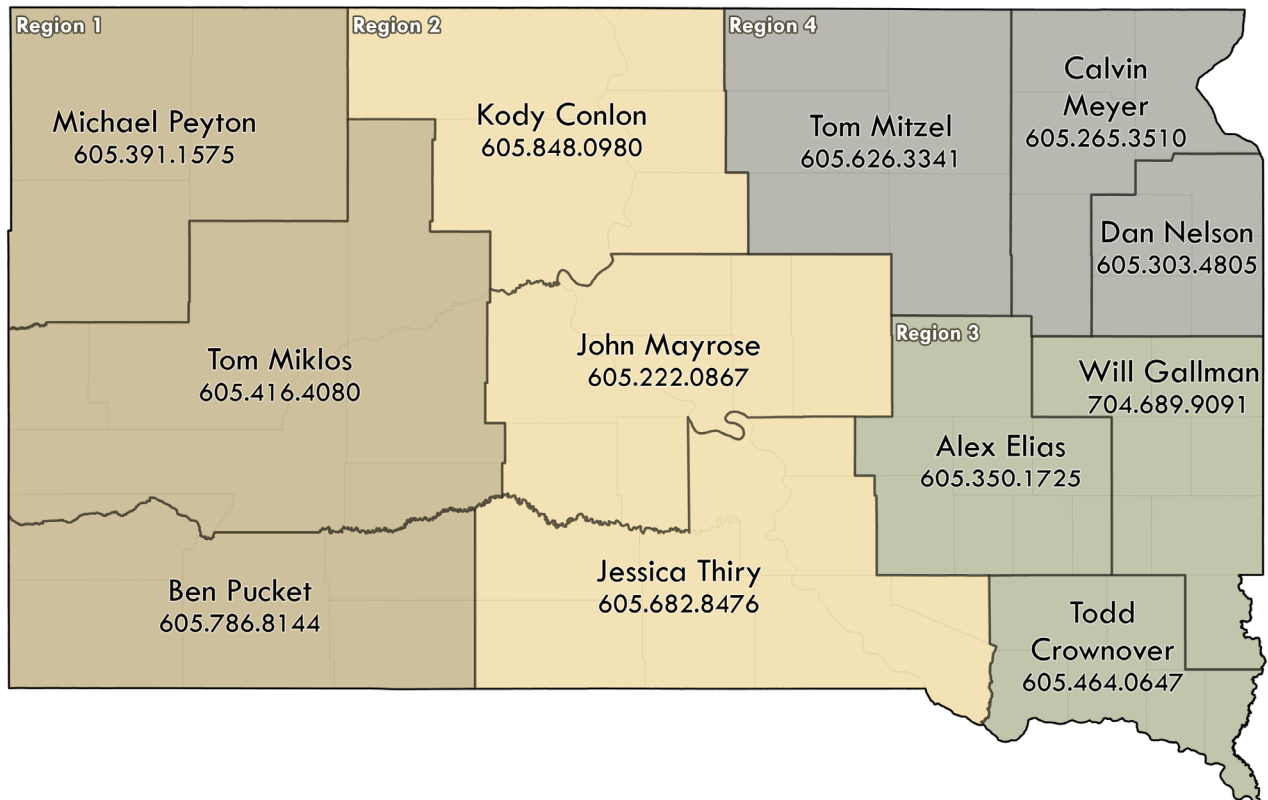 Region 1
Michael Peyton
605.391.1575
Tom Miklos
605.416.4080
Ben Pucket
605.786.8144
Region 2
Kody Conlon
605.848.0980
John Mayrose
605.222.0867
Jessica Thiry
605.682.8476
Region 4
Tom Mitzel
605.626.3341
Calvin
Meyer
605.265.3510
Dan Nelson
605.303.4805
Region 3
Will Gallman
704.689.9091
Alex Elias
605.350.1725
Todd
Crownover
605.464.0647